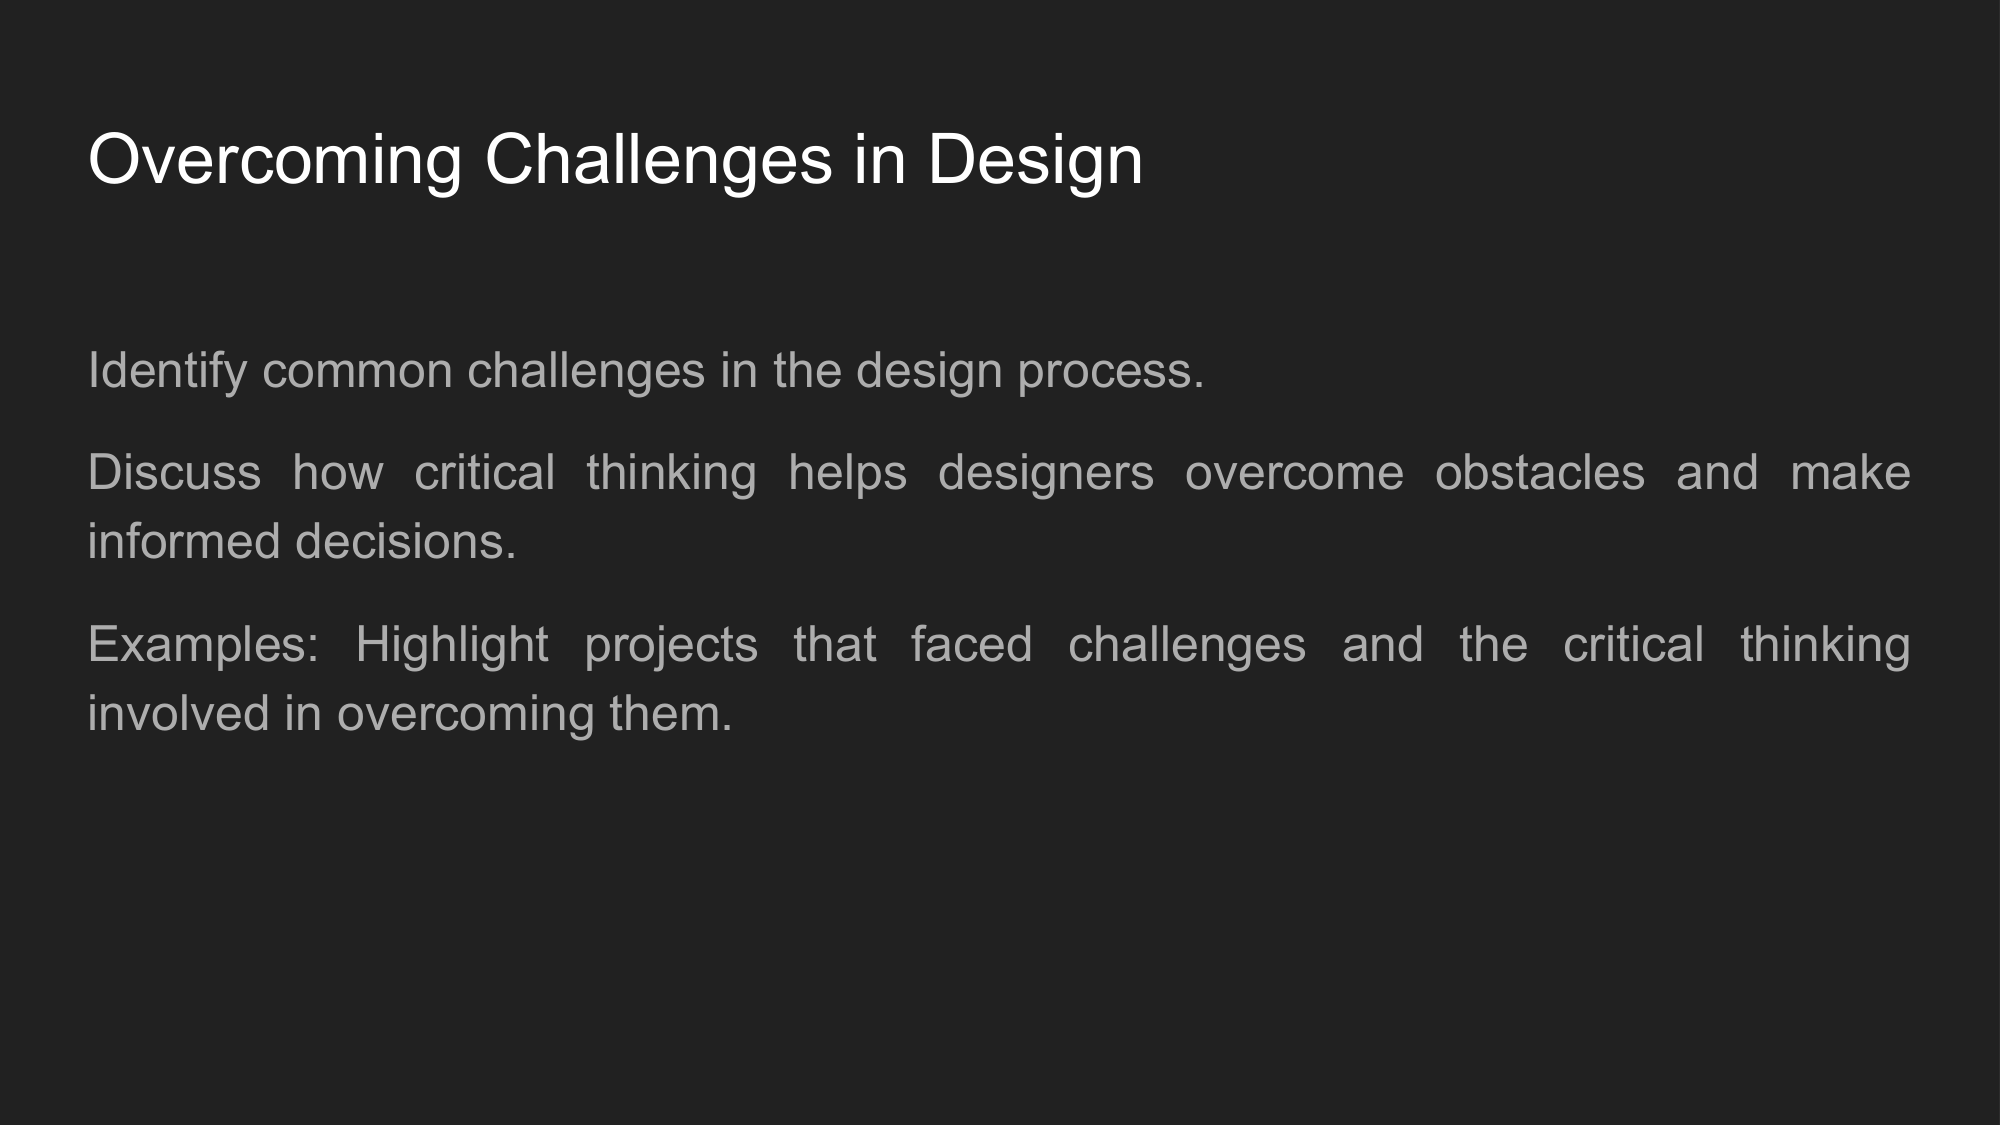 Overcoming Challenges in Design
Identify common challenges in the design process.
Discuss how critical thinking helps designers overcome obstacles and make
informed decisions.
Examples: Highlight projects that faced challenges and the critical thinking
involved in overcoming them.